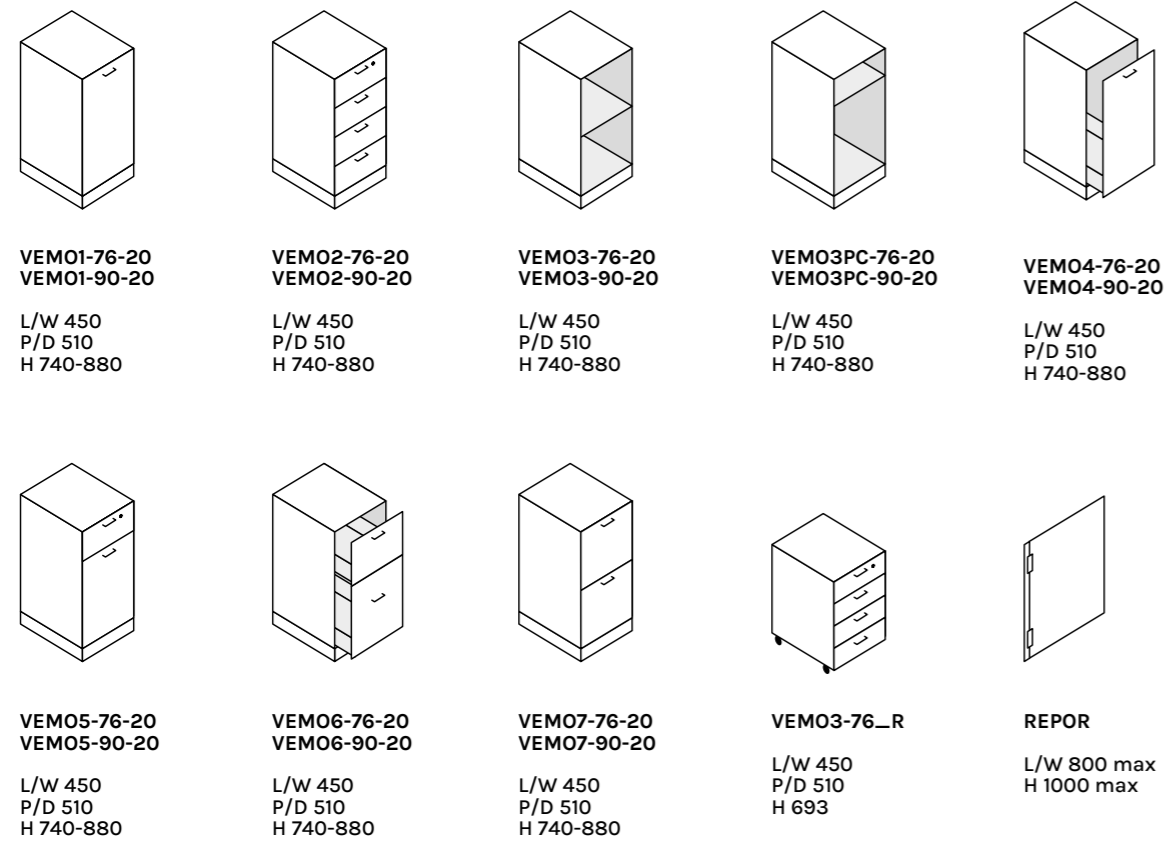 VEMO1-76-20
VEMO1-90-20
L/W 450
P/D 510
H 740-880
VEMO2-76-20
VEMO2-90-20
L/W 450
P/D 510
H 740-880
VEMO3-76-20
VEMO3-90-20
L/W 450
P/D 510
H 740-880
VEMO3PC-76-20
VEMO3PC-90-20
L/W 450
P/D 510
H 740-880
VEMO4-76-20
VEMO4-90-20
L/W 450
P/D 510
H 740-880
VEMO5-76-20
VEMO5-90-20
L/W 450
P/D 510
H 740-880
VEMO6-76-20
VEMO6-90-20
L/W 450
P/D 510
H 740-880
VEMO7-76-20
VEMO7-90-20
L/W 450
P/D 510
H 740-880
VEMO3-76_R
L/W 450
P/D 510
H 693
REPOR
L/W 800 max
H 1000 max